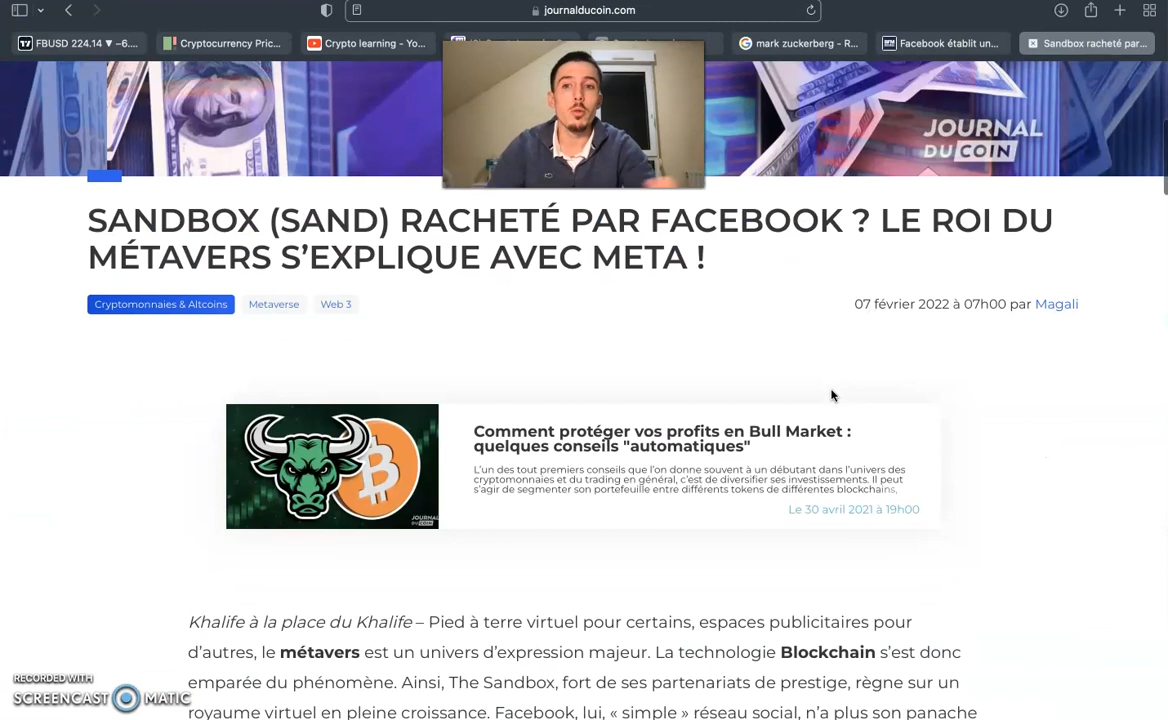 journalducoin.com
FBUSD 224.14 ▼ −6....
Cryptocurrency Pric...
Crypto learning - Yo...
mark zuckerberg - R...
Facebook établit un...
Sandbox racheté par...
JOURNAL
DU COIN
SANDBOX (SAND) RACHETÉ PAR FACEBOOK ? LE ROI DU
MÉTAVERS S’EXPLIQUE AVEC META !
Cryptomonnaies & Altcoins Metaverse Web 3
07 février 2022 à 07h00 par Magali
Comment protéger vos profits en Bull Market :
quelques conseils "automatiques"
L’un des tout premiers conseils que l’on donne souvent à un débutant dans l’univers des
cryptomonnaies et du trading en général, c’est de diversifier ses investissements. Il peut
s’agir de segmenter son portefeuille entre différents tokens de différentes blockchains,
Le 30 avril 2021 à 19h00
JOURNAL
DU COIN
Khalife à la place du Khalife – Pied à terre virtuel pour certains, espaces publicitaires pour
d’autres, le métavers est un univers d’expression majeur. La technologie Blockchain s’est donc
emparée du phénomène. Ainsi, The Sandbox, fort de ses partenariats de prestige, règne sur un
royaume virtuel en pleine croissance. Facebook, lui, « simple » réseau social, n’a plus son panache
RECORDED WITH
SCREENCAST MATIC